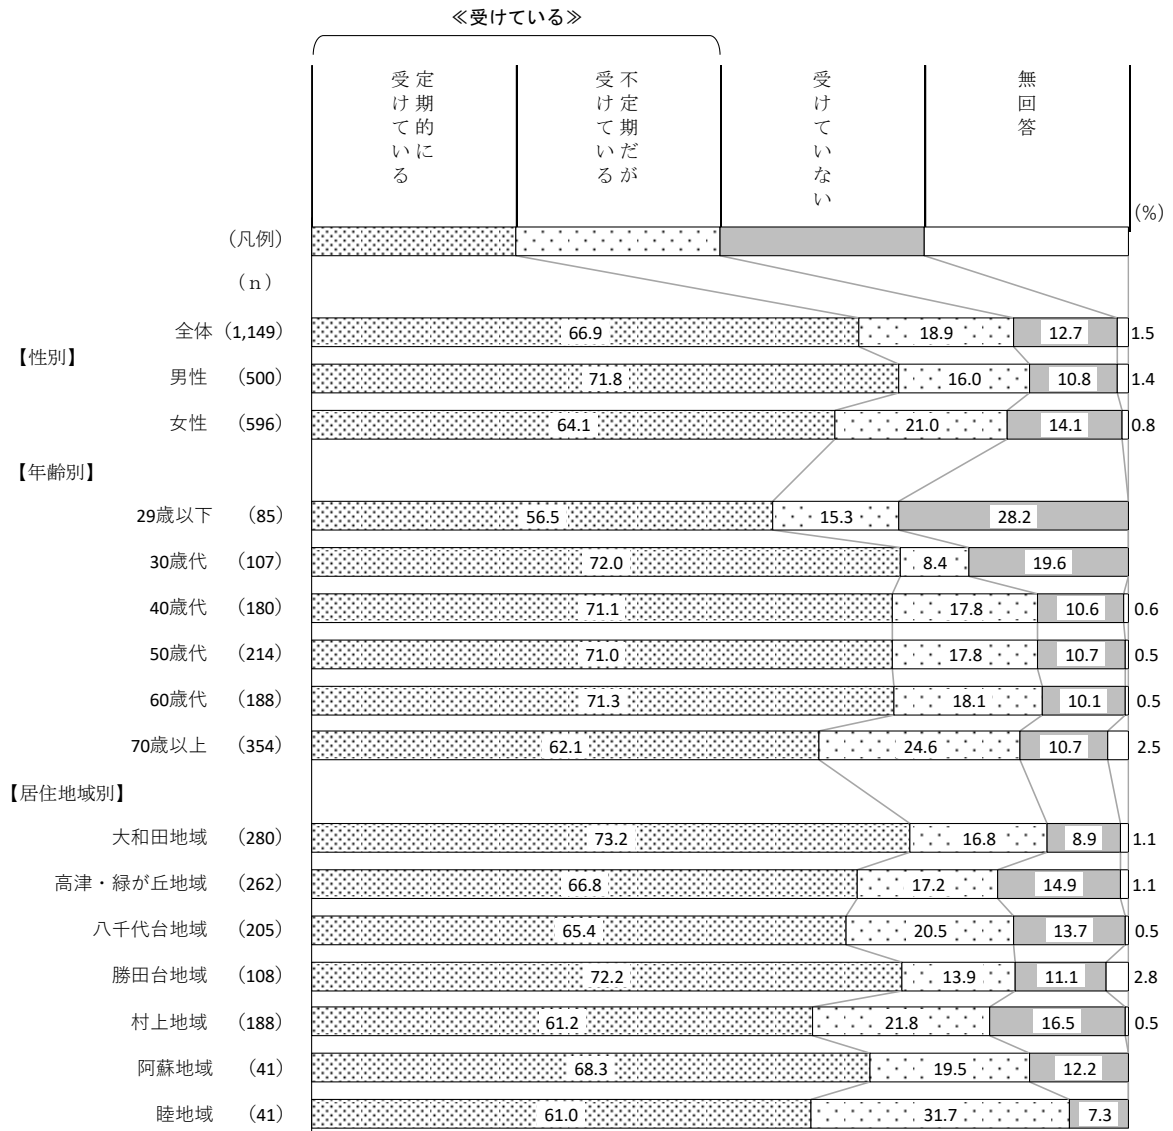 ≪受けている≫
定期的に受けている
不定期だが受けている
受けていない
無回答
(%)
(凡例)
(n)
全体 (1,149) 66.9 18.9 12.7 1.5
【性別】
男性 (500) 71.8 16.0 10.8 1.4
女性 (596) 64.1 21.0 14.1 0.8
【年齢別】
29歳以下 (85) 56.5 15.3 28.2
30歳代 (107) 72.0 8.4 19.6
40歳代 (180) 71.1 17.8 10.6 0.6
50歳代 (214) 71.0 17.8 10.7 0.5
60歳代 (188) 71.3 18.1 10.1 0.5
70歳以上 (354) 62.1 24.6 10.7 2.5
【居住地域別】
大和田地域 (280) 73.2 16.8 8.9 1.1
高津・緑が丘地域 (262) 66.8 17.2 14.9 1.1
八千代台地域 (205) 65.4 20.5 13.7 0.5
勝田台地域 (108) 72.2 13.9 11.1 2.8
村上地域 (188) 61.2 21.8 16.5 0.5
阿蘇地域 (41) 68.3 19.5 12.2
睦地域 (41) 61.0 31.7 7.3